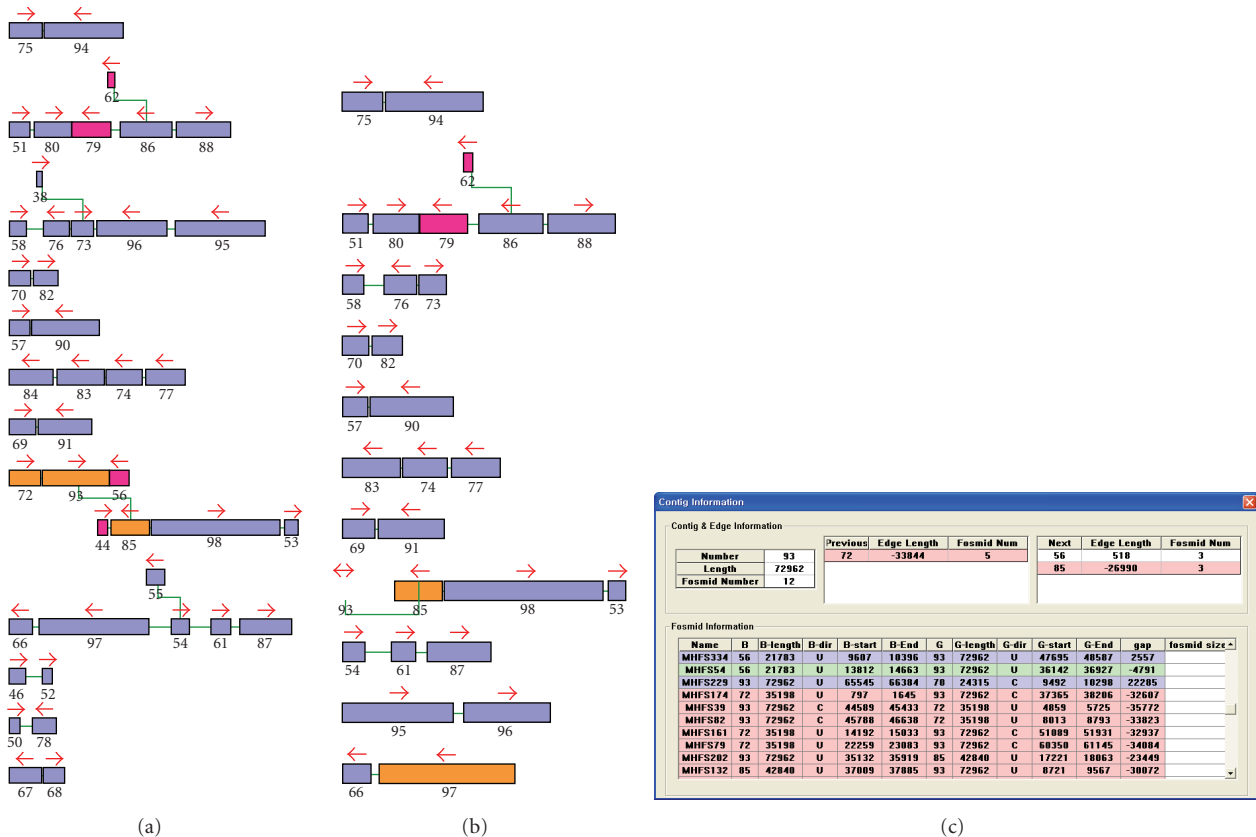 75 94
62
51 80 79 86 88
38
58 76 73 96 95
70 82
57 90
84 83 74 77
69 91
72 93 56
44 85 98 53
55
66 97 54 61 87
46 52
50 78
67 68
(a)
75 94
62
51 80 79 86 88
58 76 73
70 82
57 90
83 74 77
69 91
93 85 98 53
54 61 87
95 96
66 97
(b)
Contig Information
Contig & Edge Information
Number 93
Length 72962
Fosmid Number 12
Previous Edge Length Fosmid Num
72 -33844 5
Next Edge Length Fosmid Num
56 518 3
85 -26990 3
Fosmid Information
Name B B-length B-dir B-start B-End G G-length G-dir G-start G-End gap fosmid size
MHFS334 56 21783 U 9607 10396 93 72962 U 47695 48507 2557
MHFS54 56 21783 U 13812 14663 93 72962 U 36142 36927 -4791
MHFS229 93 72962 U 65545 66384 70 24315 C 9492 10298 22285
MHFS174 72 35198 U 797 1645 93 72962 C 37365 38206 -32607
MHFS39 93 72962 C 44589 45433 72 35198 U 4859 5725 -35772
MHFS82 93 72962 C 45788 46638 72 35198 U 8013 8793 -33823
MHFS161 72 35198 U 14192 15033 93 72962 C 51089 51931 -32937
MHFS79 72 35198 U 22259 23083 93 72962 C 60350 61145 -34084
MHFS202 93 72962 U 35132 35919 85 42840 U 17221 18063 -23449
MHFS132 85 42840 U 37009 37885 93 72962 U 8721 9567 -30072
(c)